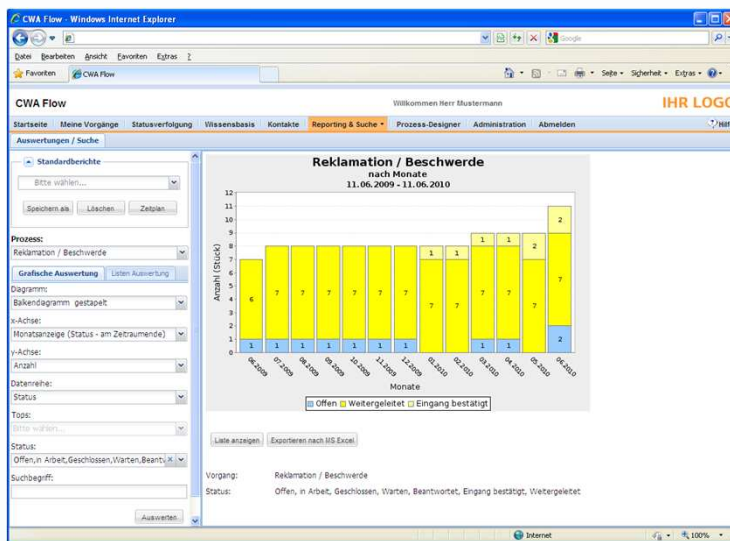 CWA Flow - Windows Internet Explorer
Google
Datei Bearbeiten Ansicht Favoriten Extras ?
Favoriten CWA Flow Seite Sicherheit Extras
CWA Flow Willkommen Herr Mustermann IHR LOGO
Startseite Meine Vorgänge Statusverfolgung Wissensbasis Kontakte Reporting & Suche Prozess-Designer Administration Abmelden Hilf
Auswertungen / Suche
Standardberichte
Bitte wählen...
Speichern als Löschen Zeitplan
Prozess:
Reklamation / Beschwerde
Grafische Auswertung Listen Auswertung
Diagramm:
Balkendiagramm gestapelt
x-Achse:
Monatsanzeige (Status - am Zeitraumende)
y-Achse:
Anzahl
Datenreihe:
Status
Tops:
Bitte wählen...
Status:
Offen,in Arbeit,Geschlossen,Warten,Beantw
Suchbegriff:
Auswerten
Reklamation / Beschwerde
nach Monate
11.06.2009 - 11.06.2010
Anzahl (Stück)
12
11
10
9
8
7
6
5
4
3
2
1
0
2
1 1 1 1 2
6 7 7 7 7 7 7 7 7 7 7 7 7
1 1 1 1 1 1 1 1 1 2
06.2009 07.2009 08.2009 09.2009 10.2009 11.2009 12.2009 01.2010 02.2010 03.2010 04.2010 05.2010 06.2010
Monate
Offen Weitergeleitet Eingang bestätigt
Liste anzeigen Exportieren nach MS Excel
Vorgang: Reklamation / Beschwerde
Status: Offen, in Arbeit, Geschlossen, Warten, Beantwortet, Eingang bestätigt, Weitergeleitet
Internet 100%